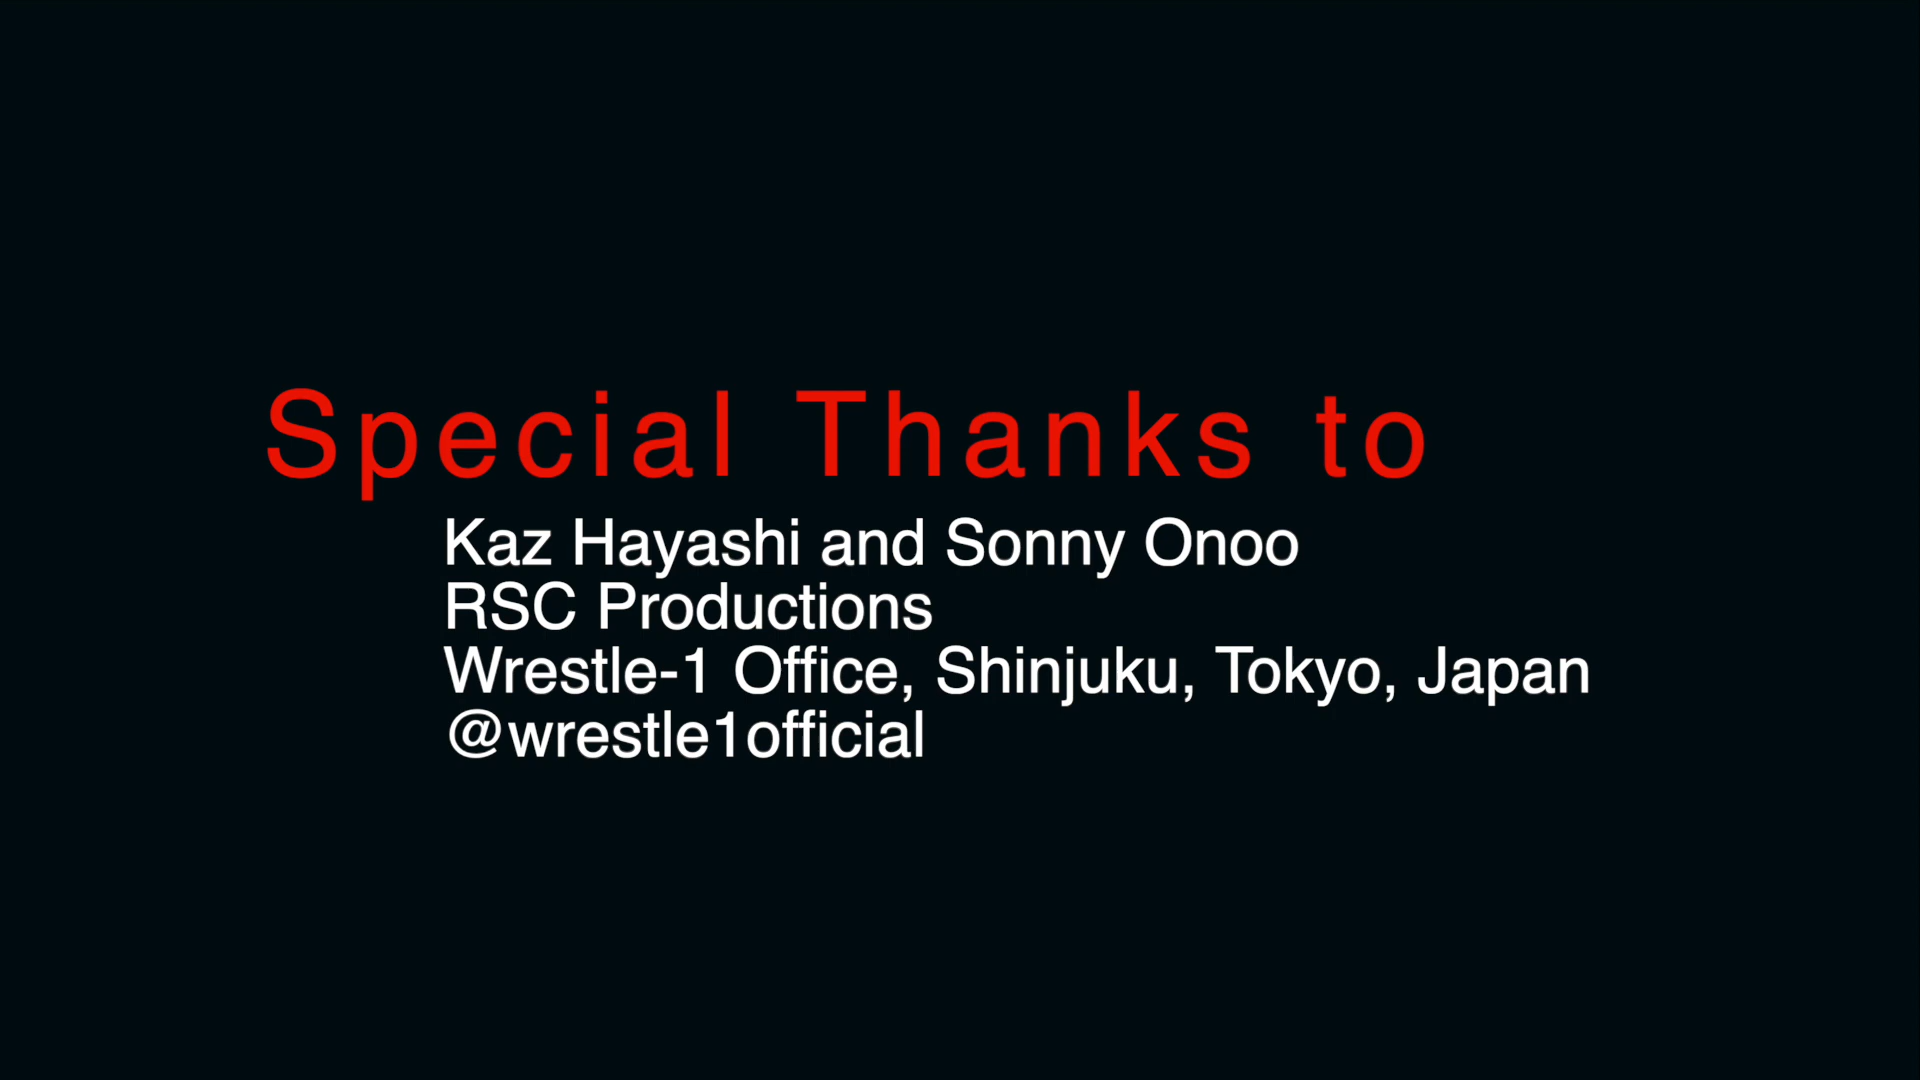 Special Thanks to
Kaz Hayashi and Sonny Onoo
RSC Productions
Wrestle-1 Office, Shinjuku, Tokyo, Japan
@wrestle1official